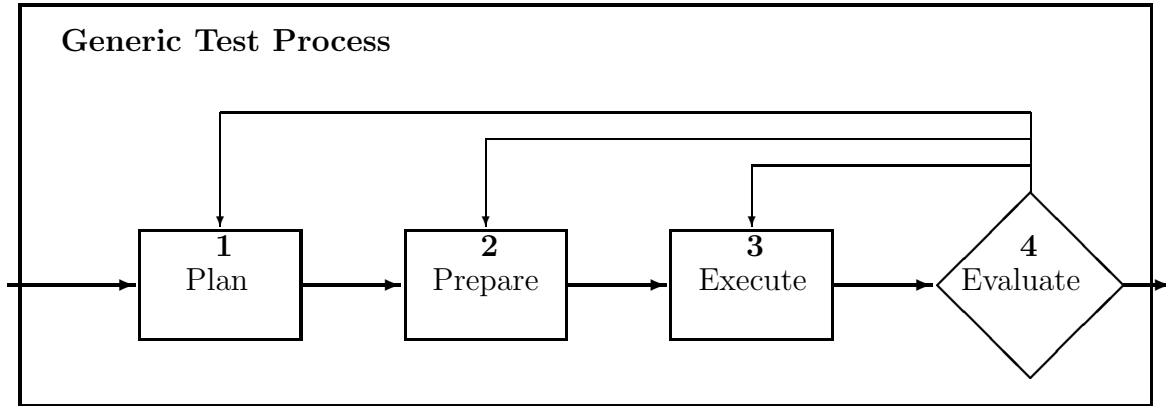 Generic Test Process
1
Plan
2
Prepare
3
Execute
4
Evaluate